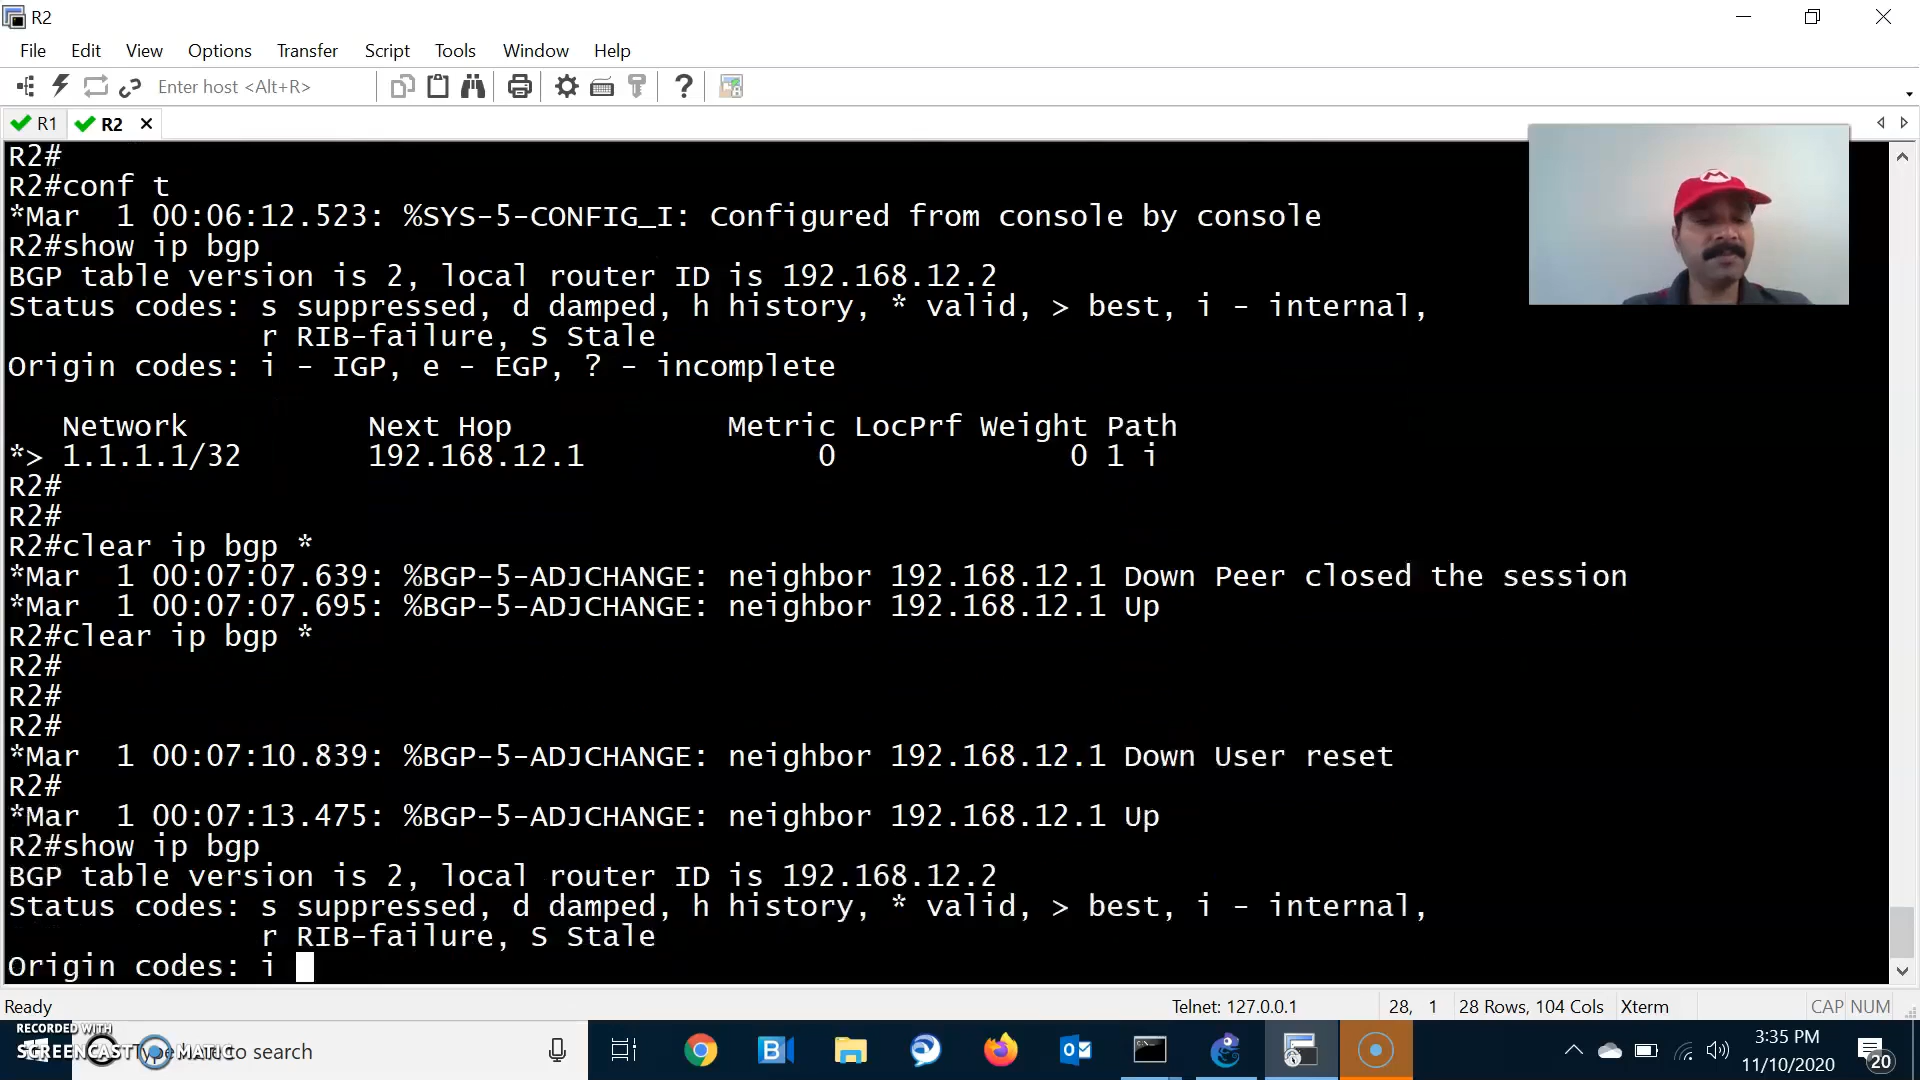 R2
File Edit View Options Transfer Script Tools Window Help
Enter host <Alt+R>
R1 R2
R2#
R2#conf t
*Mar  1 00:06:12.523: %SYS-5-CONFIG_I: Configured from console by console
R2#show ip bgp
BGP table version is 2, local router ID is 192.168.12.2
Status codes: s suppressed, d damped, h history, * valid, > best, i - internal,
              r RIB-failure, S Stale
Origin codes: i - IGP, e - EGP, ? - incomplete
   Network          Next Hop            Metric LocPrf Weight Path
*> 1.1.1.1/32       192.168.12.1             0             0 1 i
R2#
R2#
R2#clear ip bgp *
*Mar  1 00:07:07.639: %BGP-5-ADJCHANGE: neighbor 192.168.12.1 Down Peer closed the session
*Mar  1 00:07:07.695: %BGP-5-ADJCHANGE: neighbor 192.168.12.1 Up
R2#clear ip bgp *
R2#
R2#
R2#
*Mar  1 00:07:10.839: %BGP-5-ADJCHANGE: neighbor 192.168.12.1 Down User reset
R2#
*Mar  1 00:07:13.475: %BGP-5-ADJCHANGE: neighbor 192.168.12.1 Up
R2#show ip bgp
BGP table version is 2, local router ID is 192.168.12.2
Status codes: s suppressed, d damped, h history, * valid, > best, i - internal,
              r RIB-failure, S Stale
Origin codes: i
Ready Telnet: 127.0.0.1 28, 1 28 Rows, 104 Cols Xterm CAP NUM
RECORDED WITH
SCREENCAST MATIC
Type here to search
3:35 PM
11/10/2020
20